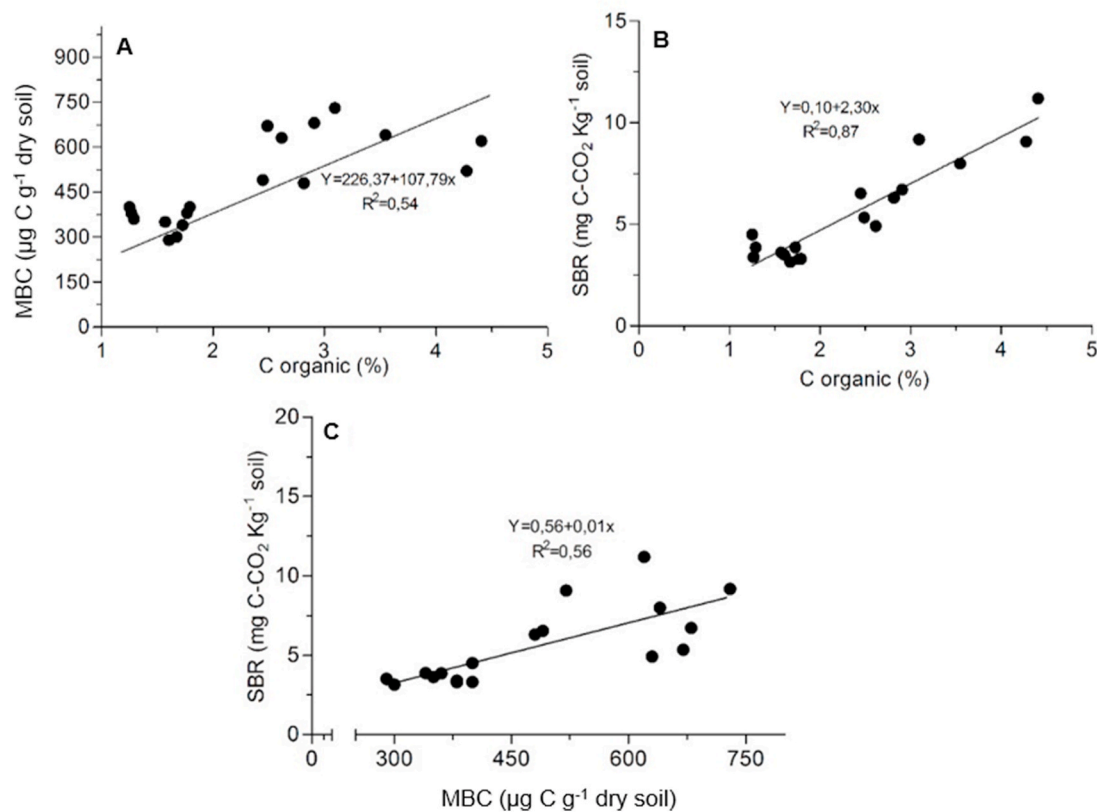 A
MBC (µg C g⁻¹ dry soil)
900
750
600
450
300
150
0
Y=226,37+107,79x
R²=0,54
1 2 3 4 5
C organic (%)
B
SBR (mg C-CO₂ Kg⁻¹ soil)
15
10
5
0
Y=0,10+2,30x
R²=0,87
0 1 2 3 4 5
C organic (%)
C
SBR (mg C-CO₂ Kg⁻¹ soil)
20
15
10
5
0
Y=0,56+0,01x
R²=0,56
0 300 450 600 750
MBC (µg C g⁻¹ dry soil)